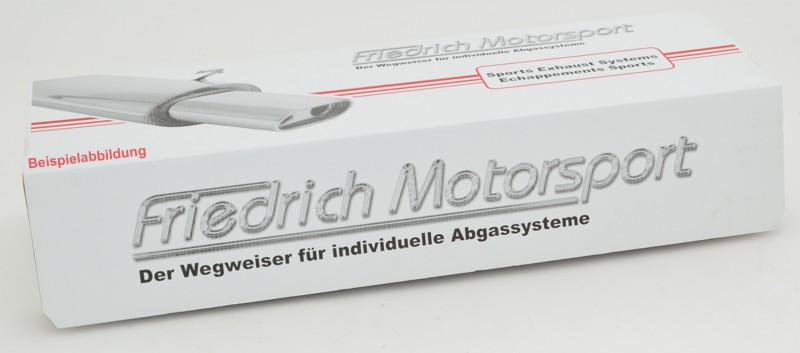 Friedrich Motorsport
Der Wegweiser für individuelle Abgassysteme
Sports Exhaust Systems
Echappements Sports
Beispielabbildung
Friedrich Motorsport
Der Wegweiser für individuelle Abgassysteme